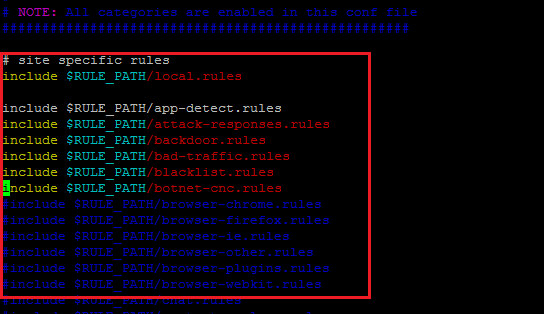 # NOTE: All categories are enabled in this conf file
###################################################
# site specific rules
include $RULE_PATH/local.rules
include $RULE_PATH/app-detect.rules
include $RULE_PATH/attack-responses.rules
include $RULE_PATH/backdoor.rules
include $RULE_PATH/bad-traffic.rules
include $RULE_PATH/blacklist.rules
include $RULE_PATH/botnet-cnc.rules
#include $RULE_PATH/browser-chrome.rules
#include $RULE_PATH/browser-firefox.rules
#include $RULE_PATH/browser-ie.rules
#include $RULE_PATH/browser-other.rules
#include $RULE_PATH/browser-plugins.rules
#include $RULE_PATH/browser-webkit.rules
#include $RULE_PATH/chat.rules